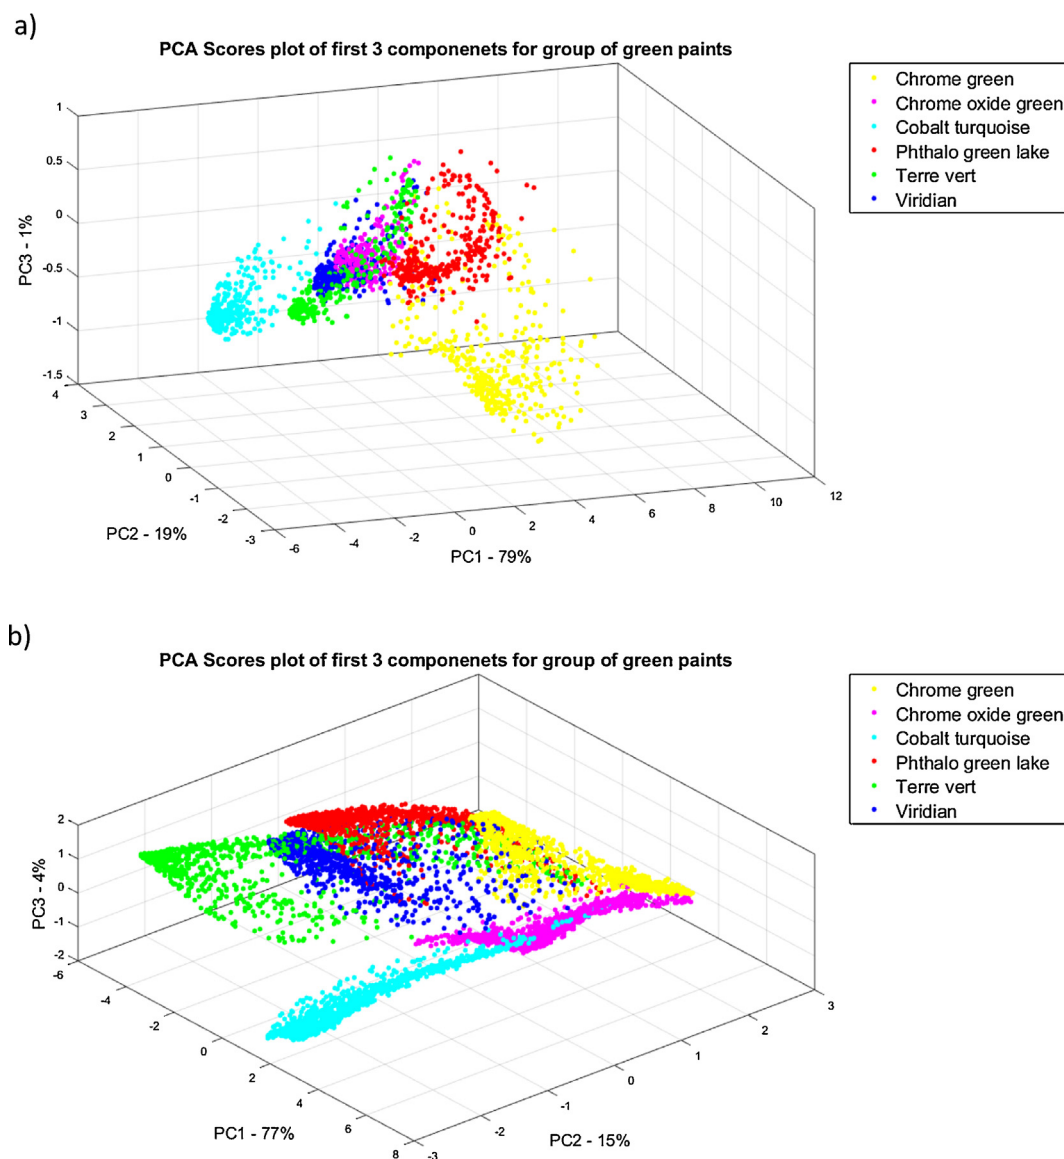 a)
PCA Scores plot of first 3 componenets for group of green paints
Chrome green
Chrome oxide green
Cobalt turquoise
Phthalo green lake
Terre vert
Viridian
1
0.5
0
-0.5
-1
-1.5
PC3 - 1%
4
3
2
1
0
-1
-2
-3
PC2 - 19%
-6
-4
-2
0
2
4
6
8
10
12
PC1 - 79%
b)
PCA Scores plot of first 3 componenets for group of green paints
Chrome green
Chrome oxide green
Cobalt turquoise
Phthalo green lake
Terre vert
Viridian
2
1
0
-1
-2
PC3 - 4%
-6
-4
-2
0
2
4
6
8
PC1 - 77%
-3
-2
-1
0
1
2
3
PC2 - 15%